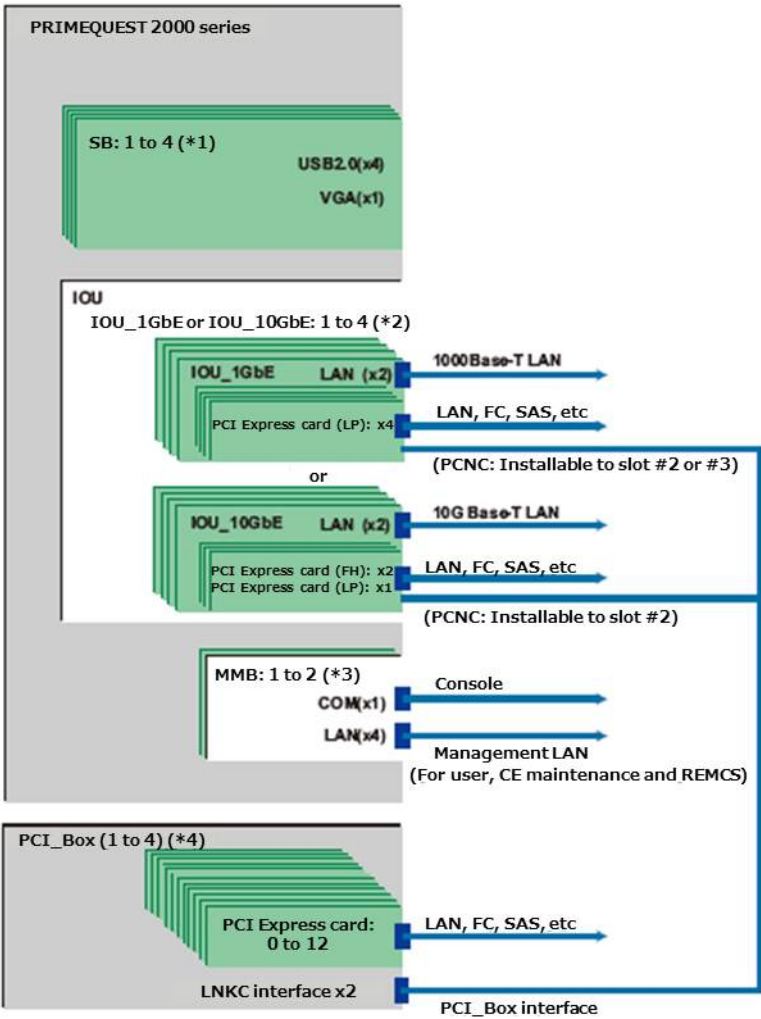 PRIMEQUEST 2000 series
SB: 1 to 4 (*1)
USB2.0(x4)
VGA(x1)
IOU
IOU_1GbE or IOU_10GbE: 1 to 4 (*2)
IOU_1GbE LAN (x2)
1000Base-T LAN
PCI Express card (LP): x4
LAN, FC, SAS, etc
(PCNC: Installable to slot #2 or #3)
or
IOU_10GbE LAN (x2)
10G Base-T LAN
PCI Express card (FH): x2
PCI Express card (LP): x1
LAN, FC, SAS, etc
(PCNC: Installable to slot #2)
MMB: 1 to 2 (*3)
COM(x1)
Console
LAN(x4)
Management LAN
(For user, CE maintenance and REMCS)
PCI_Box (1 to 4) (*4)
PCI Express card:
0 to 12
LAN, FC, SAS, etc
LNKC interface x2
PCI_Box interface